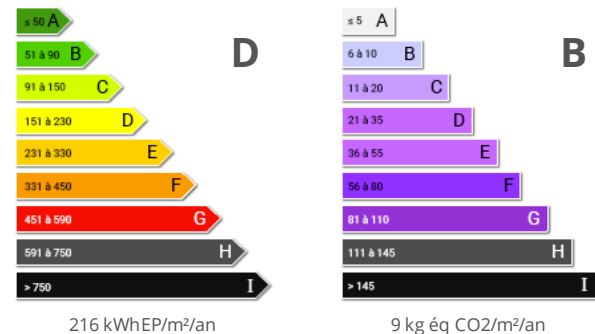 ≤ 50 A
51 à 90 B
91 à 150 C
151 à 230 D
231 à 330 E
331 à 450 F
451 à 590 G
591 à 750 H
> 750 I
D
216 kWhEP/m²/an
≤ 5 A
6 à 10 B
11 à 20 C
21 à 35 D
36 à 55 E
56 à 80 F
81 à 110 G
111 à 145 H
> 145 I
B
9 kg éq CO2/m²/an